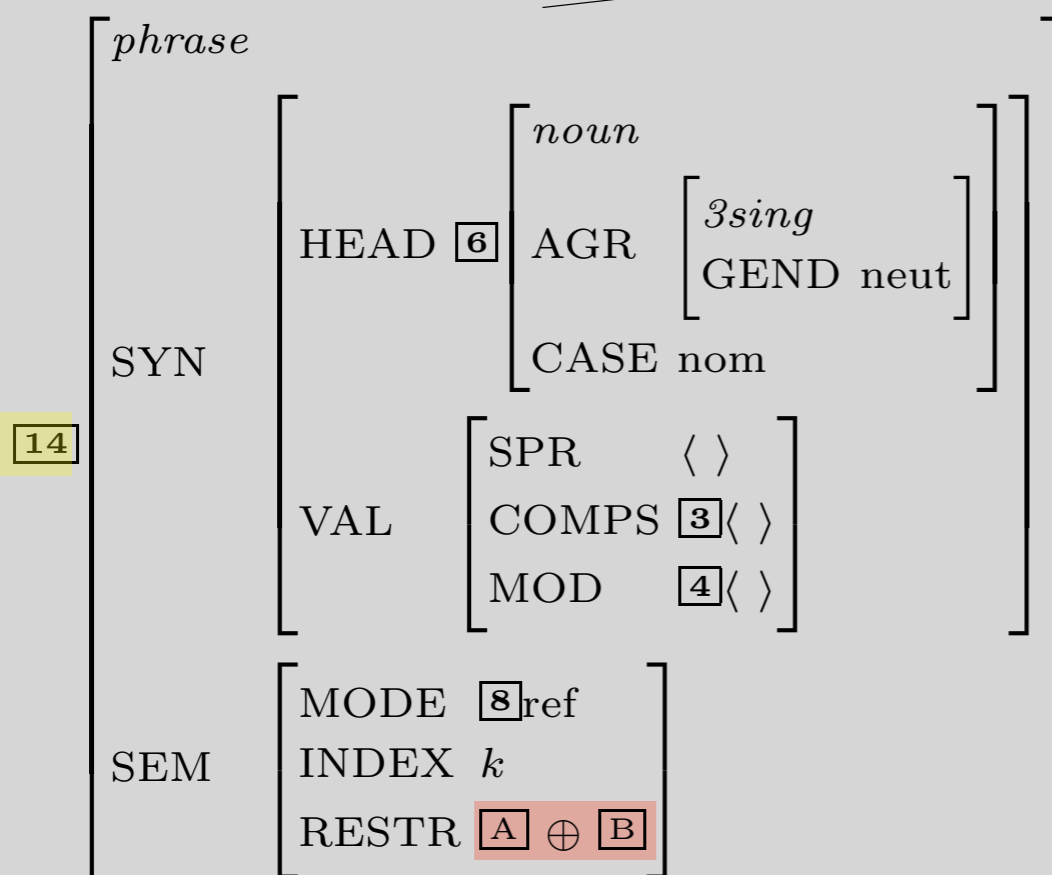 phrase
noun
3sing
HEAD 6 AGR
GEND neut
SYN CASE nom
14
SPR ⟨ ⟩
VAL COMPS 3⟨ ⟩
MOD 4⟨ ⟩
MODE 8ref
SEM INDEX k
RESTR A ⊕ B